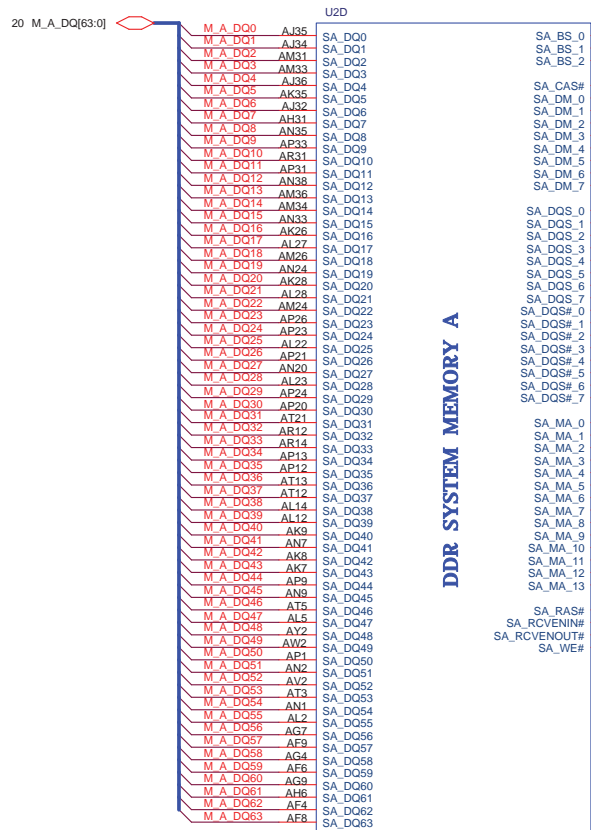 U2D
20 M_A_DQ[63:0]
M_A_DQ0 AJ35 SA_DQ0 SA_BS_0
M_A_DQ1 AJ34 SA_DQ1 SA_BS_1
M_A_DQ2 AM31 SA_DQ2 SA_BS_2
M_A_DQ3 AM33 SA_DQ3
M_A_DQ4 AJ36 SA_DQ4 SA_CAS#
M_A_DQ5 AK35 SA_DQ5 SA_DM_0
M_A_DQ6 AJ32 SA_DQ6 SA_DM_1
M_A_DQ7 AH31 SA_DQ7 SA_DM_2
M_A_DQ8 AN35 SA_DQ8 SA_DM_3
M_A_DQ9 AP33 SA_DQ9 SA_DM_4
M_A_DQ10 AR31 SA_DQ10 SA_DM_5
M_A_DQ11 AP31 SA_DQ11 SA_DM_6
M_A_DQ12 AN38 SA_DQ12 SA_DM_7
M_A_DQ13 AM36 SA_DQ13
M_A_DQ14 AM34 SA_DQ14 SA_DQS_0
M_A_DQ15 AN33 SA_DQ15 SA_DQS_1
M_A_DQ16 AK26 SA_DQ16 SA_DQS_2
M_A_DQ17 AL27 SA_DQ17 SA_DQS_3
M_A_DQ18 AM26 SA_DQ18 SA_DQS_4
M_A_DQ19 AN24 SA_DQ19 SA_DQS_5
M_A_DQ20 AK28 SA_DQ20 SA_DQS_6
M_A_DQ21 AL28 SA_DQ21 SA_DQS_7
M_A_DQ22 AM24 SA_DQ22 SA_DQS#_0
M_A_DQ23 AP26 SA_DQ23 SA_DQS#_1
M_A_DQ24 AP23 SA_DQ24 SA_DQS#_2
M_A_DQ25 AL22 SA_DQ25 SA_DQS#_3
M_A_DQ26 AP21 SA_DQ26 SA_DQS#_4
M_A_DQ27 AN20 SA_DQ27 SA_DQS#_5
M_A_DQ28 AL23 SA_DQ28 SA_DQS#_6
M_A_DQ29 AP24 SA_DQ29 SA_DQS#_7
M_A_DQ30 AP20 SA_DQ30
M_A_DQ31 AT21 SA_DQ31 SA_MA_0
M_A_DQ32 AR12 SA_DQ32 SA_MA_1
M_A_DQ33 AR14 SA_DQ33 SA_MA_2
M_A_DQ34 AP13 SA_DQ34 SA_MA_3
M_A_DQ35 AP12 SA_DQ35 SA_MA_4
M_A_DQ36 AT13 SA_DQ36 SA_MA_5
M_A_DQ37 AT12 SA_DQ37 SA_MA_6
M_A_DQ38 AL14 SA_DQ38 SA_MA_7
M_A_DQ39 AL12 SA_DQ39 SA_MA_8
M_A_DQ40 AK9 SA_DQ40 SA_MA_9
M_A_DQ41 AN7 SA_DQ41 SA_MA_10
M_A_DQ42 AK8 SA_DQ42 SA_MA_11
M_A_DQ43 AK7 SA_DQ43 SA_MA_12
M_A_DQ44 AP9 SA_DQ44 SA_MA_13
M_A_DQ45 AN9 SA_DQ45
M_A_DQ46 AT5 SA_DQ46 SA_RAS#
M_A_DQ47 AL5 SA_DQ47 SA_RCVENIN#
M_A_DQ48 AY2 SA_DQ48 SA_RCVENOUT#
M_A_DQ49 AW2 SA_DQ49 SA_WE#
M_A_DQ50 AP1 SA_DQ50
M_A_DQ51 AN2 SA_DQ51
M_A_DQ52 AV2 SA_DQ52
M_A_DQ53 AT3 SA_DQ53
M_A_DQ54 AN1 SA_DQ54
M_A_DQ55 AL2 SA_DQ55
M_A_DQ56 AG7 SA_DQ56
M_A_DQ57 AF9 SA_DQ57
M_A_DQ58 AG4 SA_DQ58
M_A_DQ59 AF6 SA_DQ59
M_A_DQ60 AG9 SA_DQ60
M_A_DQ61 AH6 SA_DQ61
M_A_DQ62 AF4 SA_DQ62
M_A_DQ63 AF8 SA_DQ63
DDR SYSTEM MEMORY A